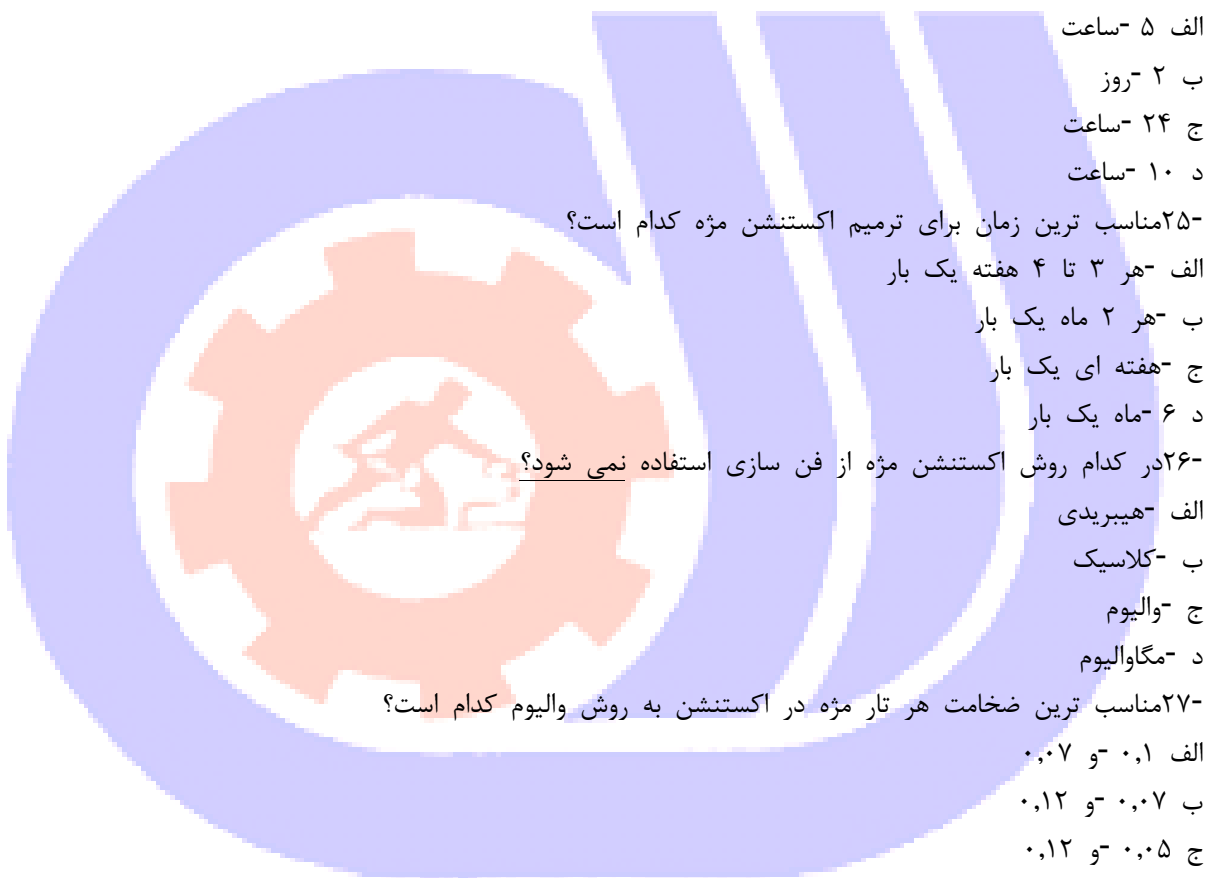 الف ۵ -ساعت
ب ۲ -روز
ج ۲۴ -ساعت
د ۱۰ -ساعت
-۲۵مناسب ترین زمان برای ترمیم اکستنشن مژه کدام است؟
الف -هر ۳ تا ۴ هفته یک بار
ب -هر ۲ ماه یک بار
ج -هفته ای یک بار
د ۶ -ماه یک بار
-۲۶در کدام روش اکستنشن مژه از فن سازی استفاده نمی شود؟
الف -هیبریدی
ب -کلاسیک
ج -والیوم
د -مگاوالیوم
-۲۷مناسب ترین ضخامت هر تار مژه در اکستنشن به روش والیوم کدام است؟
الف ۰,۱ -و ۰,۰۷
ب ۰,۰۷ -و ۰,۱۲
ج ۰,۰۵ -و ۰,۱۲